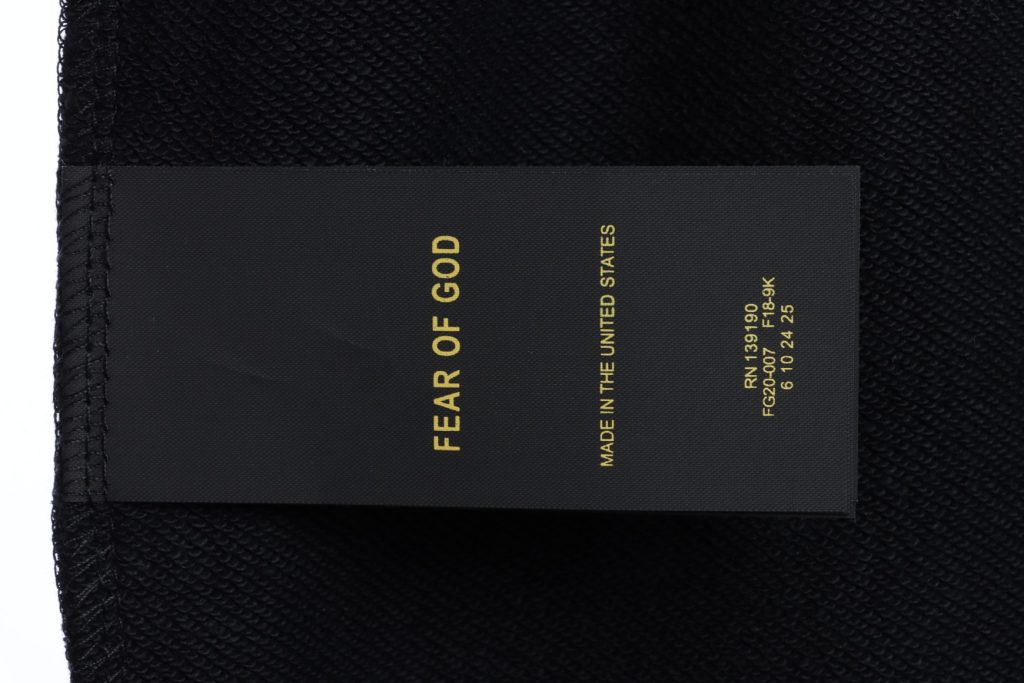 FEAR OF GOD
MADE IN THE UNITED STATES
RN 139190
FG20-007 F18-9K
6 10 24 25